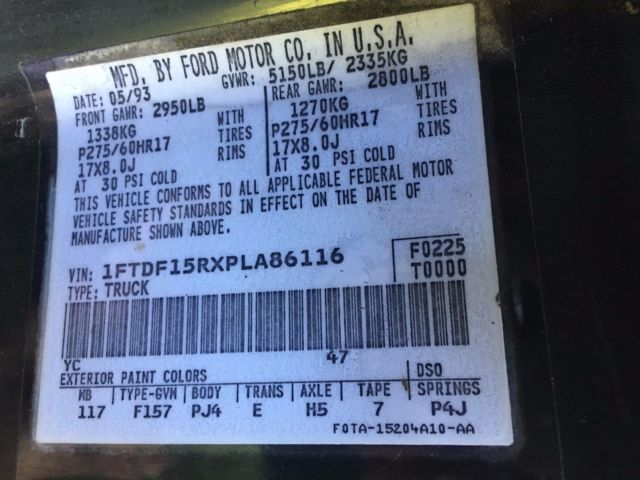 MFD. BY FORD MOTOR CO. IN U.S.A.
DATE: 05/93 GVWR: 5150LB/ 2335KG
FRONT GAWR: 2950LB REAR GAWR: 2800LB
1338KG WITH 1270KG WITH
P275/60HR17 TIRES P275/60HR17 TIRES
17X8.0J RIMS 17X8.0J RIMS
AT 30 PSI COLD AT 30 PSI COLD
THIS VEHICLE CONFORMS TO ALL APPLICABLE FEDERAL MOTOR
VEHICLE SAFETY STANDARDS IN EFFECT ON THE DATE OF
MANUFACTURE SHOWN ABOVE.
VIN: 1FTDF15RXPLA86116 F0225
TYPE: TRUCK T0000
YC 47
EXTERIOR PAINT COLORS DSO
WB TYPE-GVW BODY TRANS AXLE TAPE SPRINGS
117 F157 PJ4 E H5 7 P4J
F0TA-15204A10-AA